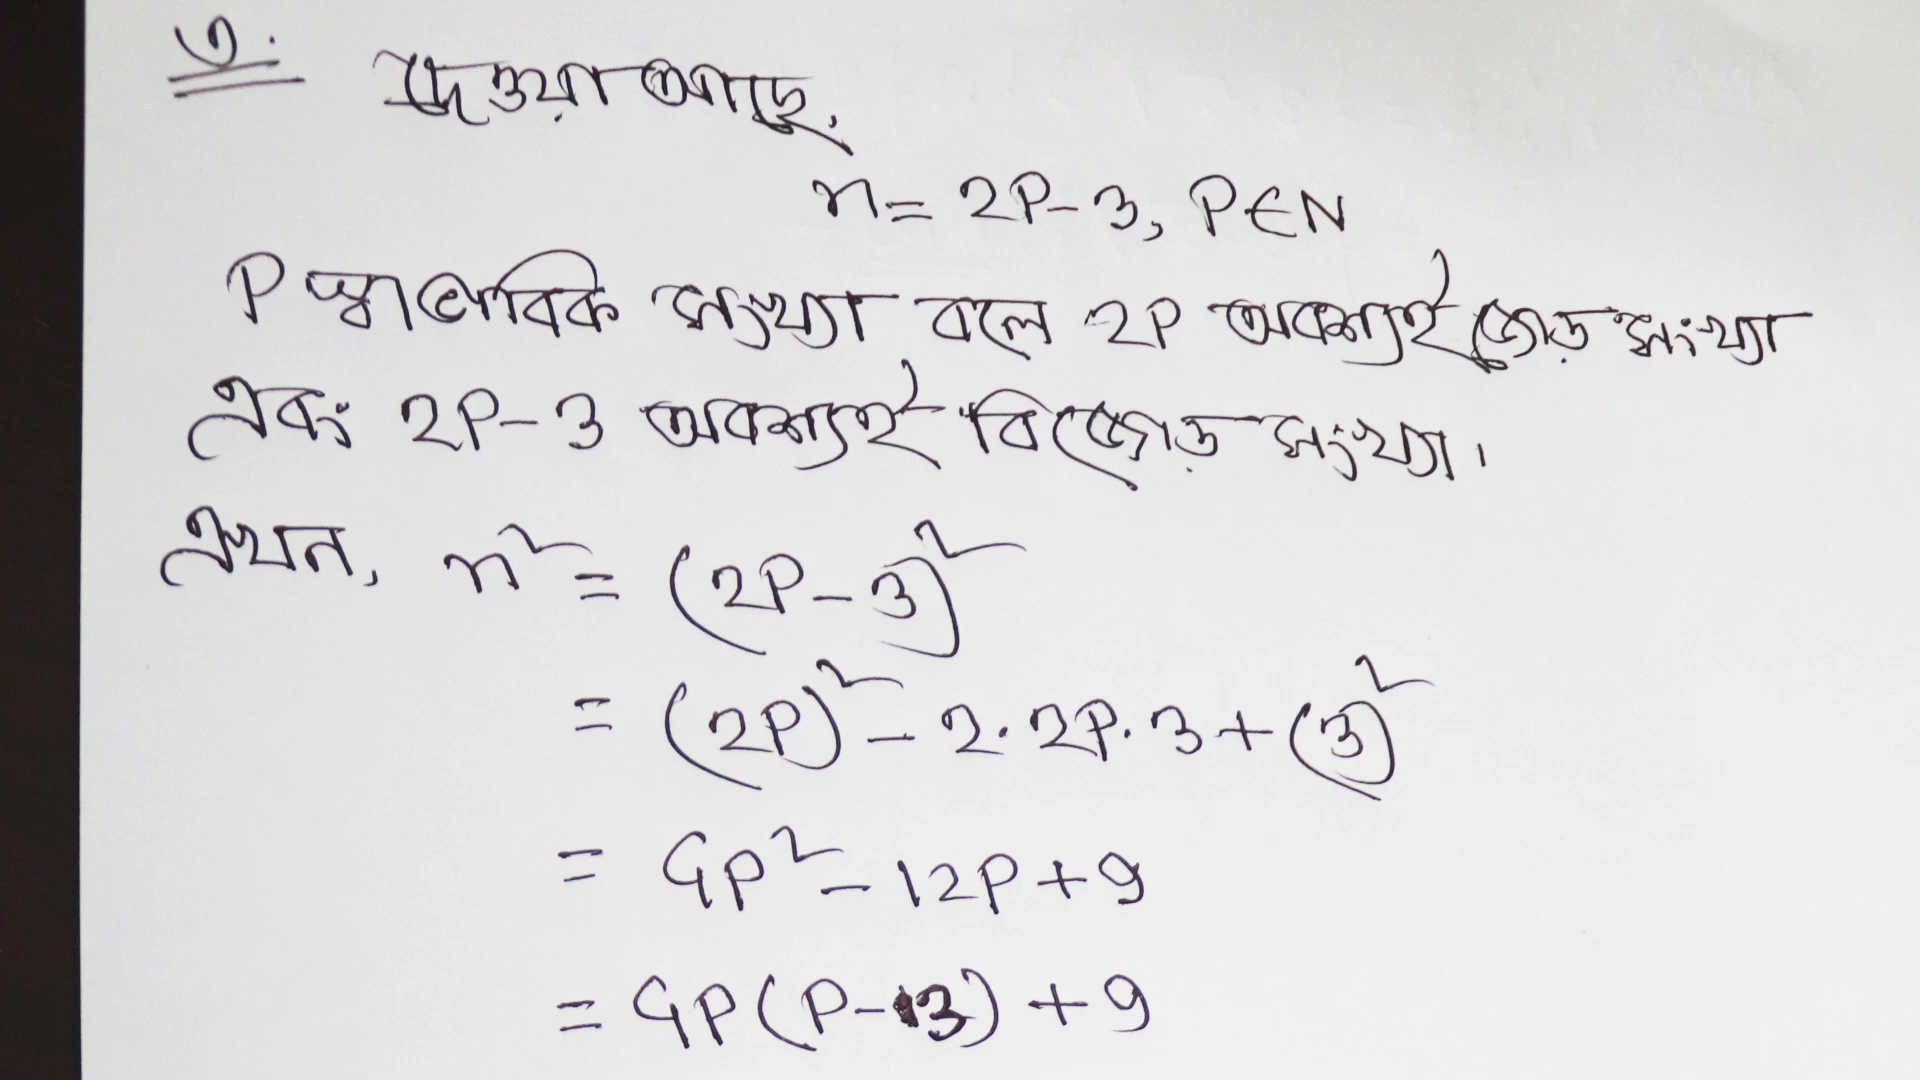 ৩.
দেওয়া আছে,
n = 2P - 3, P ∈ N
P স্বাভাবিক সংখ্যা বলে 2P অবশ্যই জোড় সংখ্যা
এবং 2P - 3 অবশ্যই বিজোড় সংখ্যা।
এখন, n² = (2P - 3)²
= (2P)² - 2·2P·3 + (3)²
= 4P² - 12P + 9
= 4P(P - 3) + 9